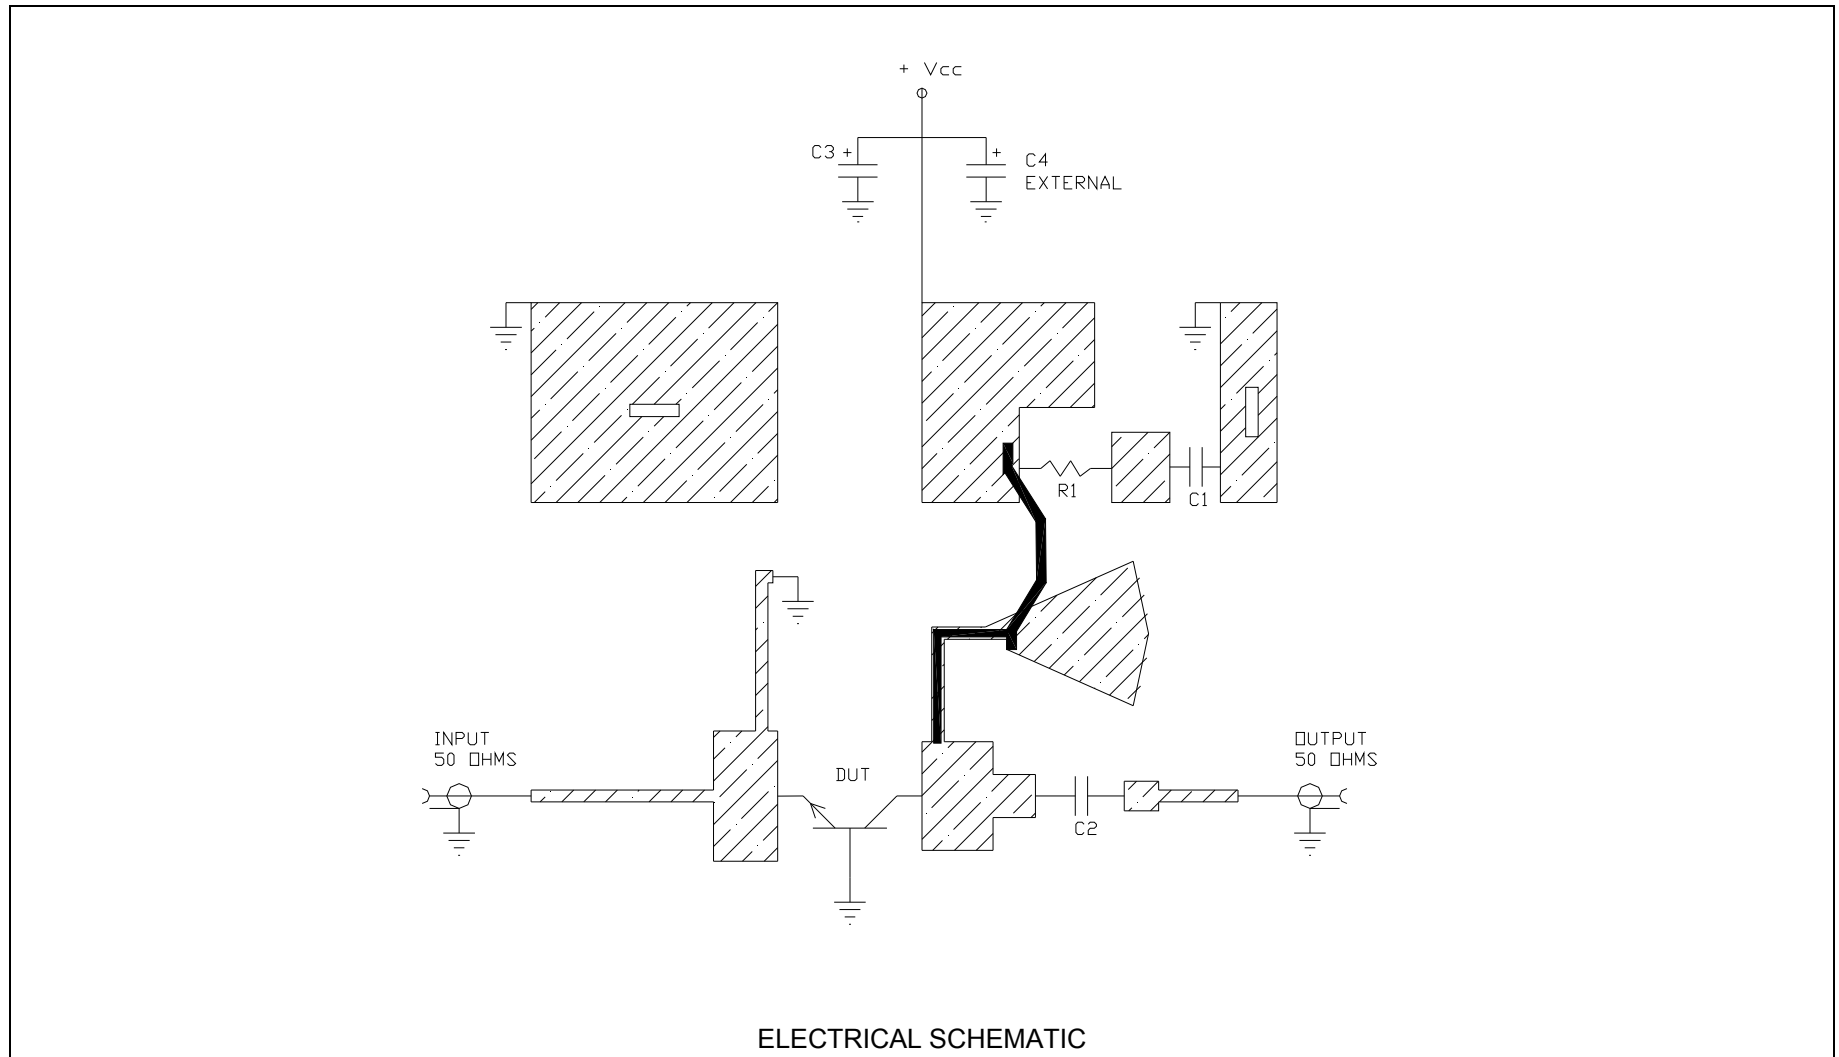 + Vcc
C3 +
+ C4
EXTERNAL
R1
C1
INPUT
50 OHMS
DUT
OUTPUT
50 OHMS
C2
ELECTRICAL SCHEMATIC